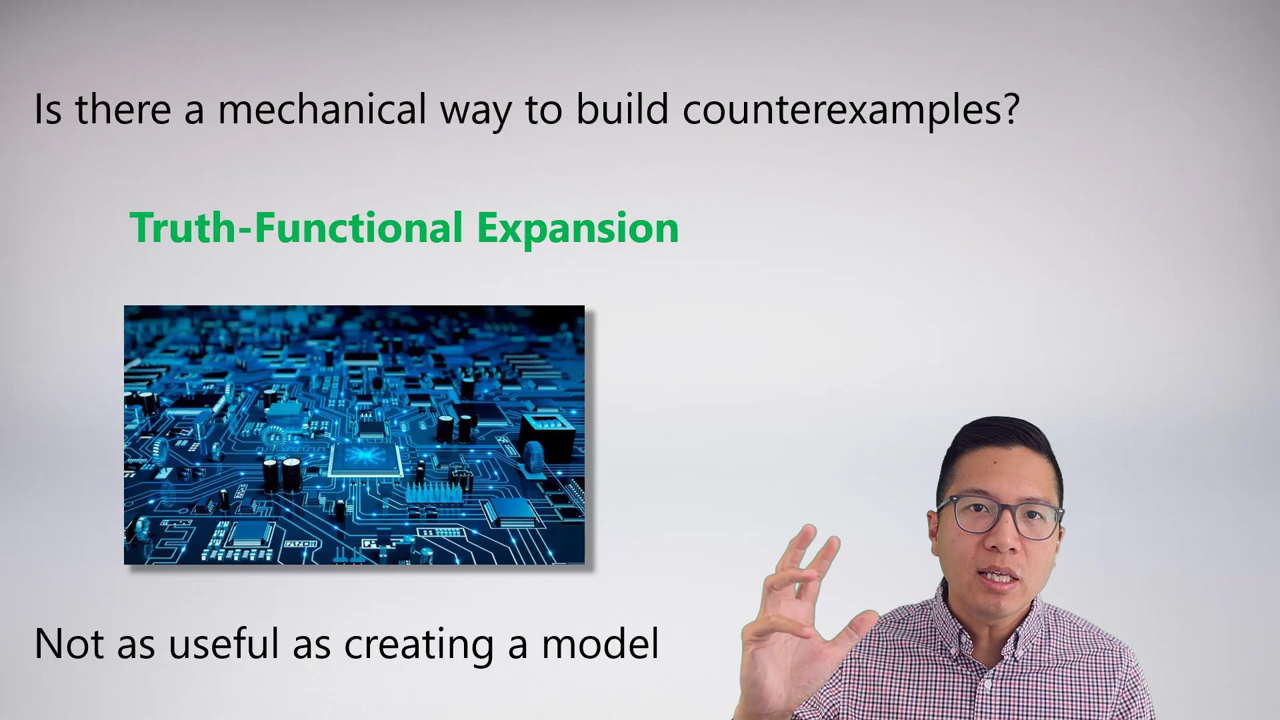 Is there a mechanical way to build counterexamples?
Truth-Functional Expansion
Not as useful as creating a model